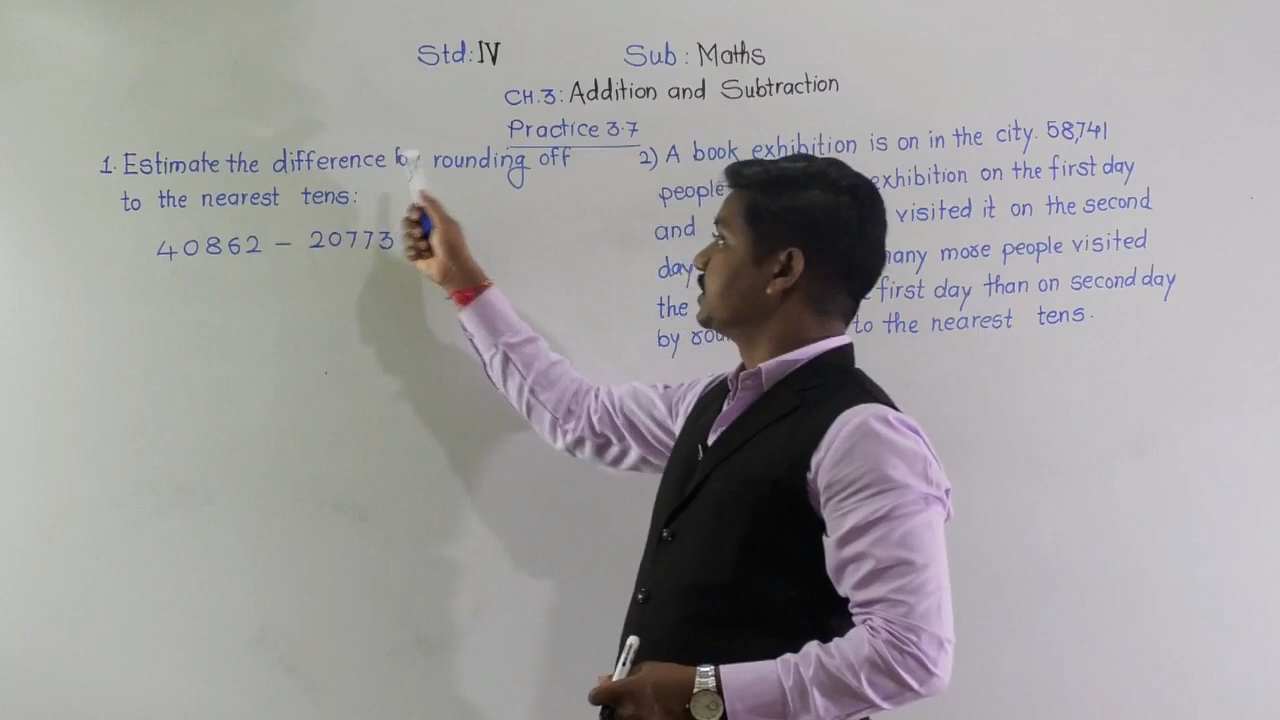 Std: IV Sub: Maths
CH.3: Addition and Subtraction
Practice 3.7
1. Estimate the difference rounding off
to the nearest tens:
40862 - 20773
2) A book exhibition is on in the city. 58,741
people exhibition on the first day
and visited it on the second
day more people visited
the first day than on second day
by to the nearest tens.